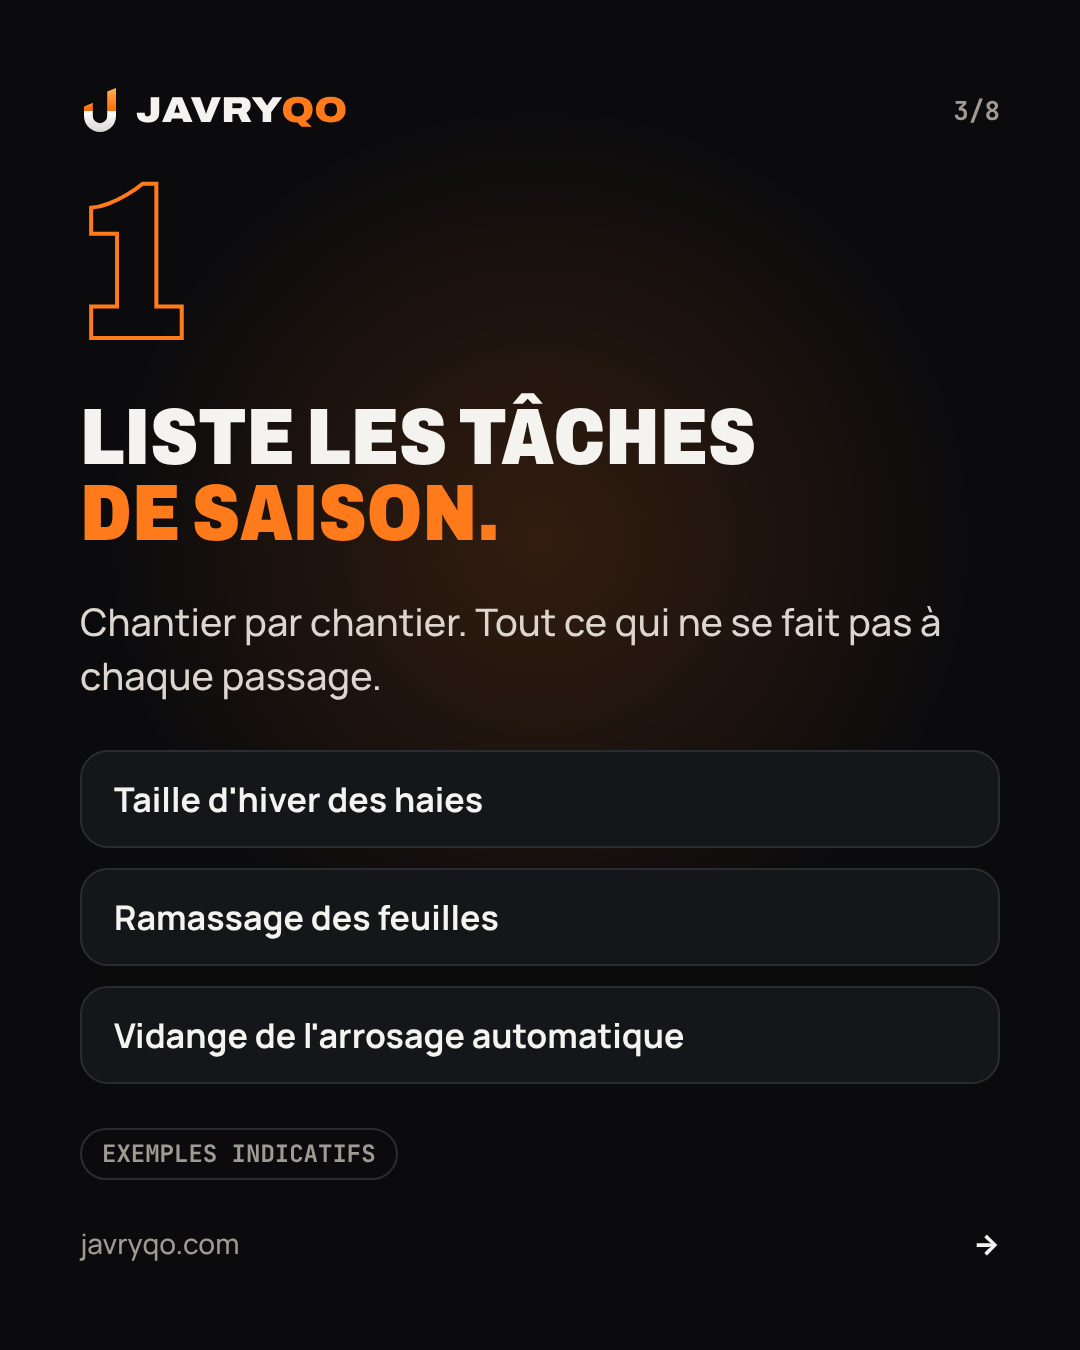 JAVRYQO
3/8
1
LISTE LES TÂCHES
DE SAISON.
Chantier par chantier. Tout ce qui ne se fait pas à
chaque passage.
Taille d'hiver des haies
Ramassage des feuilles
Vidange de l'arrosage automatique
EXEMPLES INDICATIFS
javryqo.com →